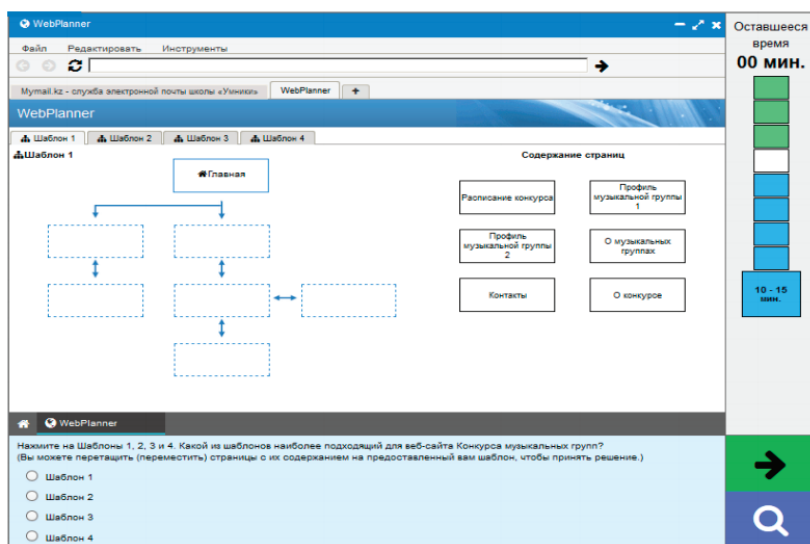 WebPlanner
Файл Редактировать Инструменты
Mymail.kz - служба электронной почты школы «Умники» WebPlanner +
WebPlanner
Шаблон 1 Шаблон 2 Шаблон 3 Шаблон 4
Шаблон 1
Главная
Содержание страниц
Расписание конкурса
Профиль
музыкальной группы
1
Профиль
музыкальной группы
2
О музыкальных
группах
Контакты
О конкурсе
WebPlanner
Нажмите на Шаблоны 1, 2, 3 и 4. Какой из шаблонов наиболее подходящий для веб-сайта Конкурса музыкальных групп?
(Вы можете перетащить (переместить) страницы с их содержанием на предоставленный вам шаблон, чтобы принять решение.)
Шаблон 1
Шаблон 2
Шаблон 3
Шаблон 4
Оставшееся
время
00 мин.
10 - 15
мин.